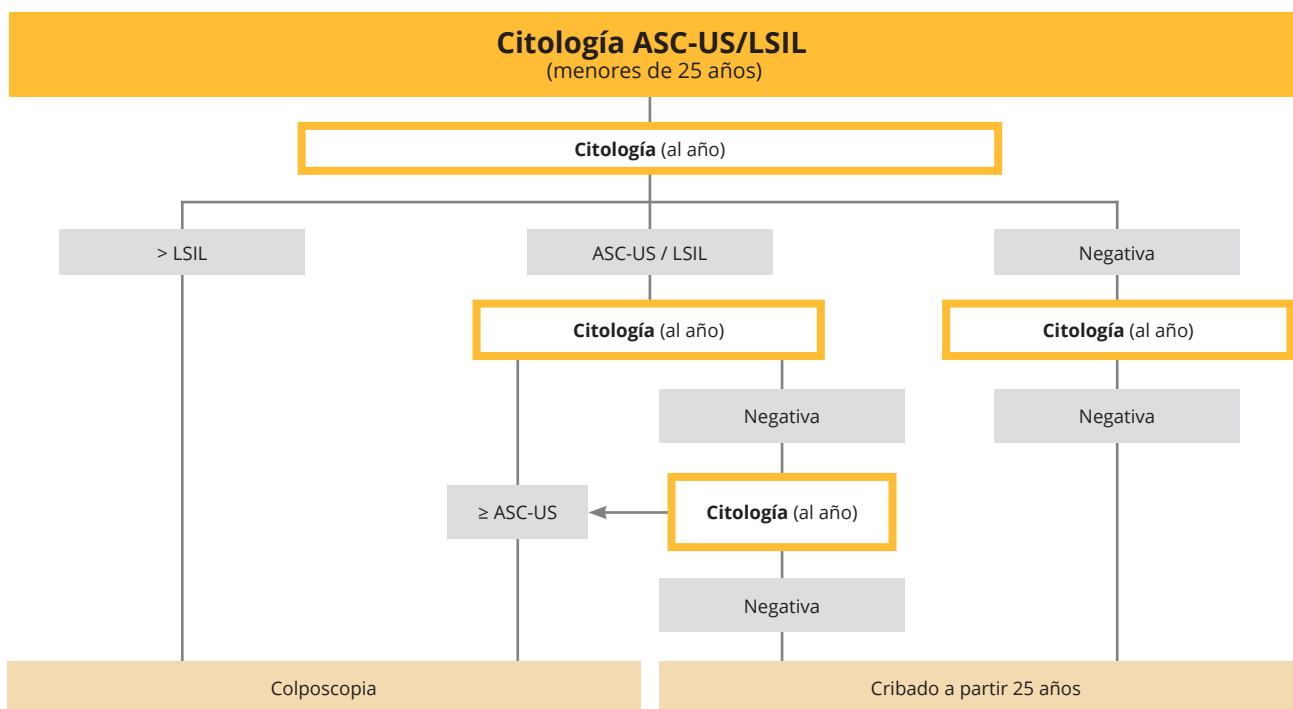 Citología ASC-US/LSIL
(menores de 25 años)
Citología (al año)
> LSIL
ASC-US / LSIL
Negativa
Citología (al año)
Citología (al año)
Negativa
Negativa
≥ ASC-US
Citología (al año)
Negativa
Colposcopia
Cribado a partir 25 años